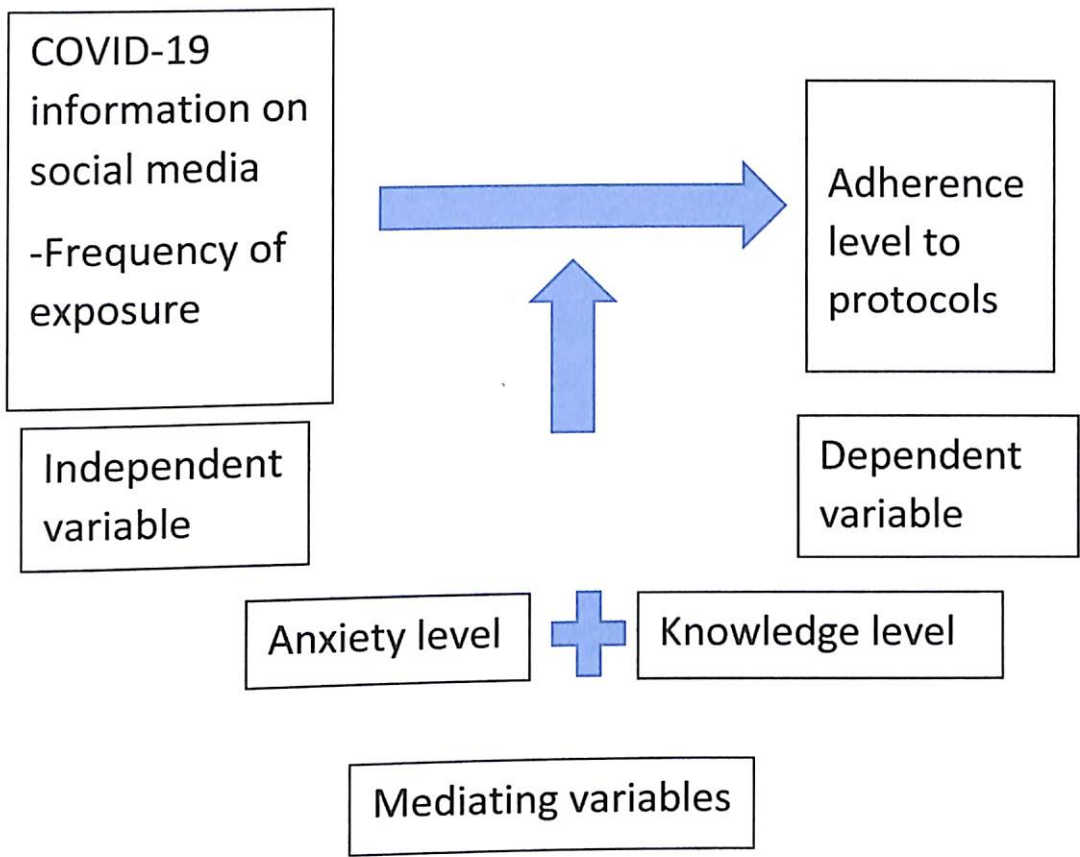 COVID-19
information on
social media
-Frequency of
exposure
Adherence
level to
protocols
Independent
variable
Dependent
variable
Anxiety level
Knowledge level
Mediating variables